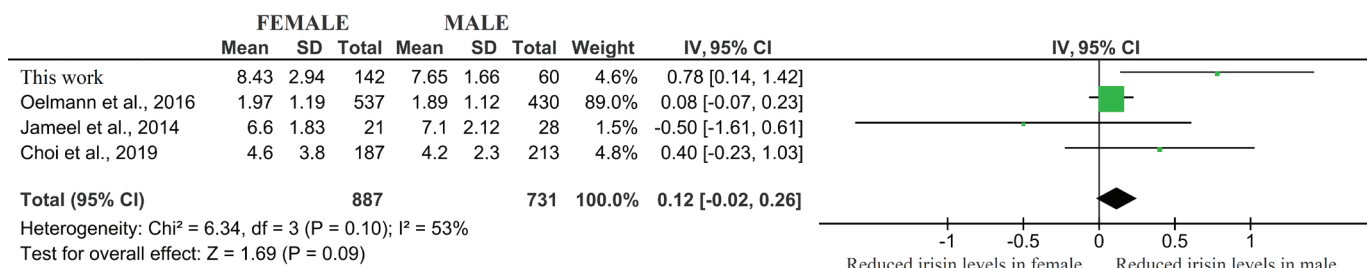 FEMALE MALE
Mean SD Total Mean SD Total Weight IV, 95% CI IV, 95% CI
This work 8.43 2.94 142 7.65 1.66 60 4.6% 0.78 [0.14, 1.42]
Oelmann et al., 2016 1.97 1.19 537 1.89 1.12 430 89.0% 0.08 [-0.07, 0.23]
Jameel et al., 2014 6.6 1.83 21 7.1 2.12 28 1.5% -0.50 [-1.61, 0.61]
Choi et al., 2019 4.6 3.8 187 4.2 2.3 213 4.8% 0.40 [-0.23, 1.03]
Total (95% CI) 887 731 100.0% 0.12 [-0.02, 0.26]
Heterogeneity: Chi² = 6.34, df = 3 (P = 0.10); I² = 53%
Test for overall effect: Z = 1.69 (P = 0.09)
-1 -0.5 0 0.5 1
Reduced irisin levels in female Reduced irisin levels in male